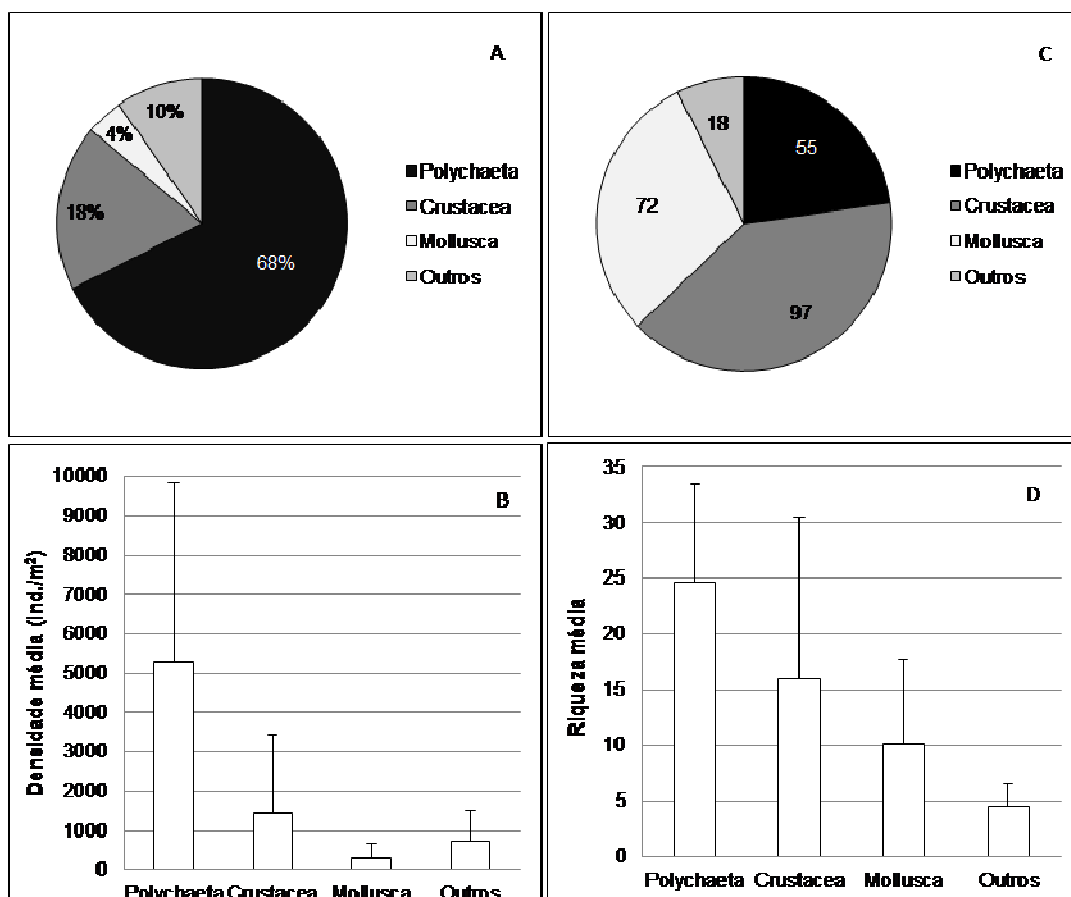 A
10%
4%
18%
68%
Polychaeta
Crustacea
Mollusca
Outros
C
18
55
72
97
Polychaeta
Crustacea
Mollusca
Outros
B
Densidade média (ind./m²)
10000
9000
8000
7000
6000
5000
4000
3000
2000
1000
0
Polychaeta Crustacea Mollusca Outros
D
Riqueza média
35
30
25
20
15
10
5
0
Polychaeta Crustacea Mollusca Outros